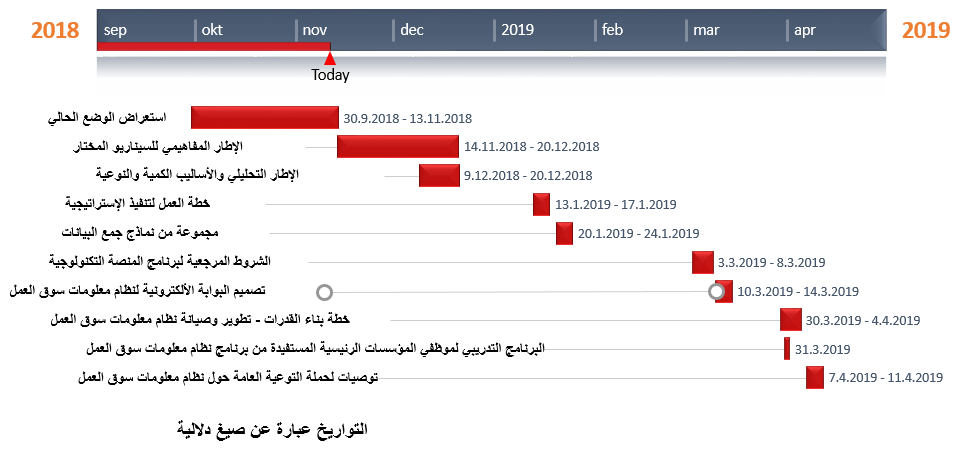 2018 sep okt nov dec 2019 feb mar apr 2019
Today
استعراض الوضع الحالي 30.9.2018 - 13.11.2018
الإطار المفاهيمي للسيناريو المختار 14.11.2018 - 20.12.2018
الإطار التحليلي والأساليب الكمية والنوعية 9.12.2018 - 20.12.2018
خطة العمل لتنفيذ الإستراتيجية 13.1.2019 - 17.1.2019
مجموعة من نماذج جمع البيانات 20.1.2019 - 24.1.2019
الشروط المرجعية لبرنامج المنصة التكنولوجية 3.3.2019 - 8.3.2019
تصميم البوابة الألكترونية لنظام معلومات سوق العمل 10.3.2019 - 14.3.2019
خطة بناء القدرات - تطوير وصيانة نظام معلومات سوق العمل 30.3.2019 - 4.4.2019
البرنامج التدريبي لموظفي المؤسسات الرئيسية المستفيدة من برنامج نظام معلومات سوق العمل 31.3.2019
توصيات لحملة التوعية العامة حول نظام معلومات سوق العمل 7.4.2019 - 11.4.2019
التواريخ عبارة عن صيغ دلالية